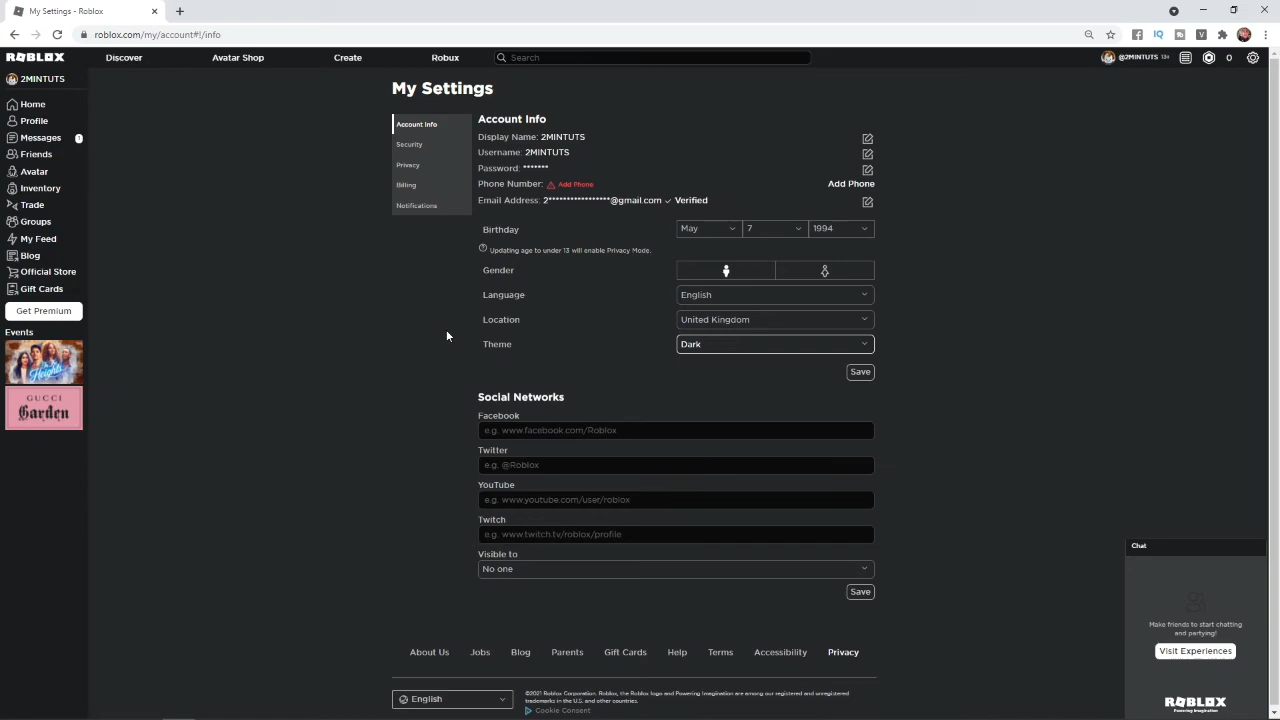 My Settings - Roblox
roblox.com/my/account#!/info
ROBLOX Discover Avatar Shop Create Robux Search @2MINTUTS 13+ 0
2MINTUTS
Home
Profile
Messages 1
Friends
Avatar
Inventory
Trade
Groups
My Feed
Blog
Official Store
Gift Cards
Get Premium
Events
Heights
GUCCI
Garden
My Settings
Account Info
Security
Privacy
Billing
Notifications
Account Info
Display Name: 2MINTUTS
Username: 2MINTUTS
Password: *******
Phone Number: Add Phone Add Phone
Email Address: 2*****************@gmail.com Verified
Birthday May 7 1994
Updating age to under 13 will enable Privacy Mode.
Gender
Language English
Location United Kingdom
Theme Dark
Save
Social Networks
Facebook
e.g. www.facebook.com/Roblox
Twitter
e.g. @Roblox
YouTube
e.g. www.youtube.com/user/roblox
Twitch
e.g. www.twitch.tv/roblox/profile
Visible to
No one
Save
About Us Jobs Blog Parents Gift Cards Help Terms Accessibility Privacy
English
©2021 Roblox Corporation. Roblox, the Roblox logo and Powering Imagination are among our registered and unregistered
trademarks in the U.S. and other countries.
Cookie Consent
Chat
Make friends to start chatting
and partying!
Visit Experiences
ROBLOX
Powering Imagination